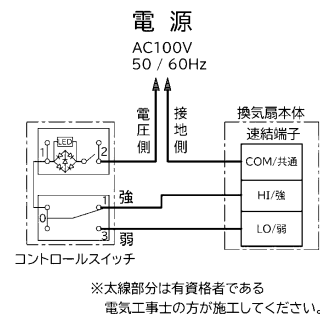 電源
AC100V
50 / 60Hz
電圧側
接地側
換気扇本体
速結端子
LED
1
2
COM/共通
1
強
HI/強
0
3
弱
LO/弱
コントロールスイッチ
※太線部分は有資格者である
電気工事士の方が施工してください。